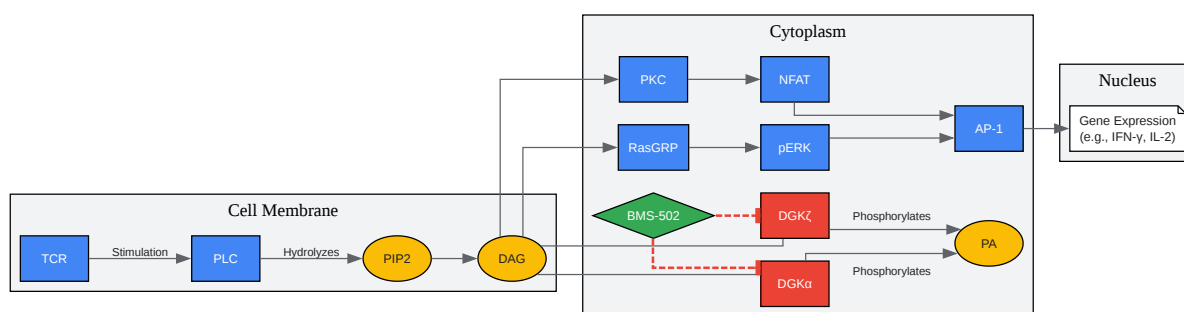 Cytoplasm
Nucleus
PKC
NFAT
AP-1
Gene Expression
(e.g., IFN-γ, IL-2)
RasGRP
pERK
Cell Membrane
BMS-502
DGKζ
Phosphorylates
TCR
Stimulation
PLC
Hydrolyzes
PIP2
DAG
PA
DGKα
Phosphorylates